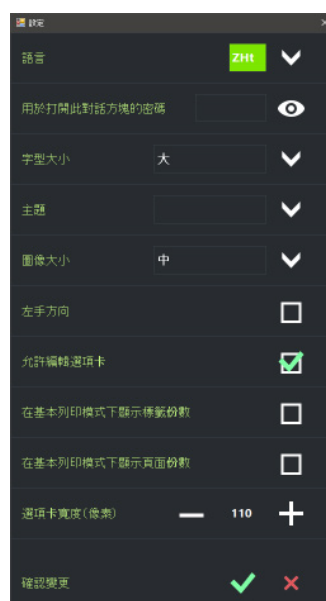 設定
語言 ZHt
用於打開此對話方塊的密碼
字型大小 大
主題
圖像大小 中
左手方向
允許編輯選項卡
在基本列印模式下顯示標籤份數
在基本列印模式下顯示頁面份數
選項卡寬度(像素) 110
確認變更